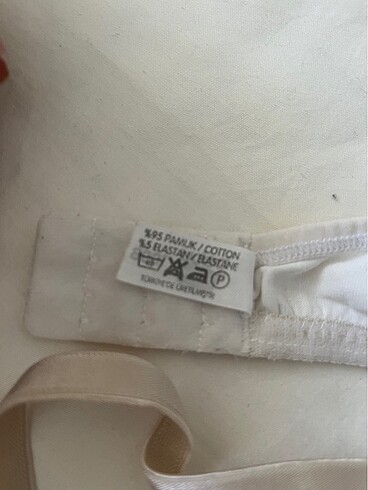 %95 PAMUK / COTTON
%5 ELASTAN / ELASTANE
P
TÜRKİYE'DE ÜRETİLMİŞTİR